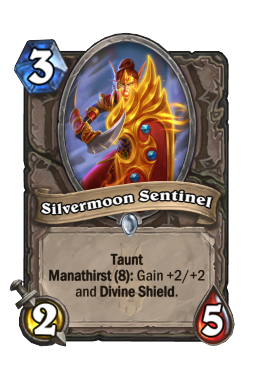 3
Silvermoon Sentinel
Taunt
Manathirst (8): Gain +2/+2
and Divine Shield.
2
5